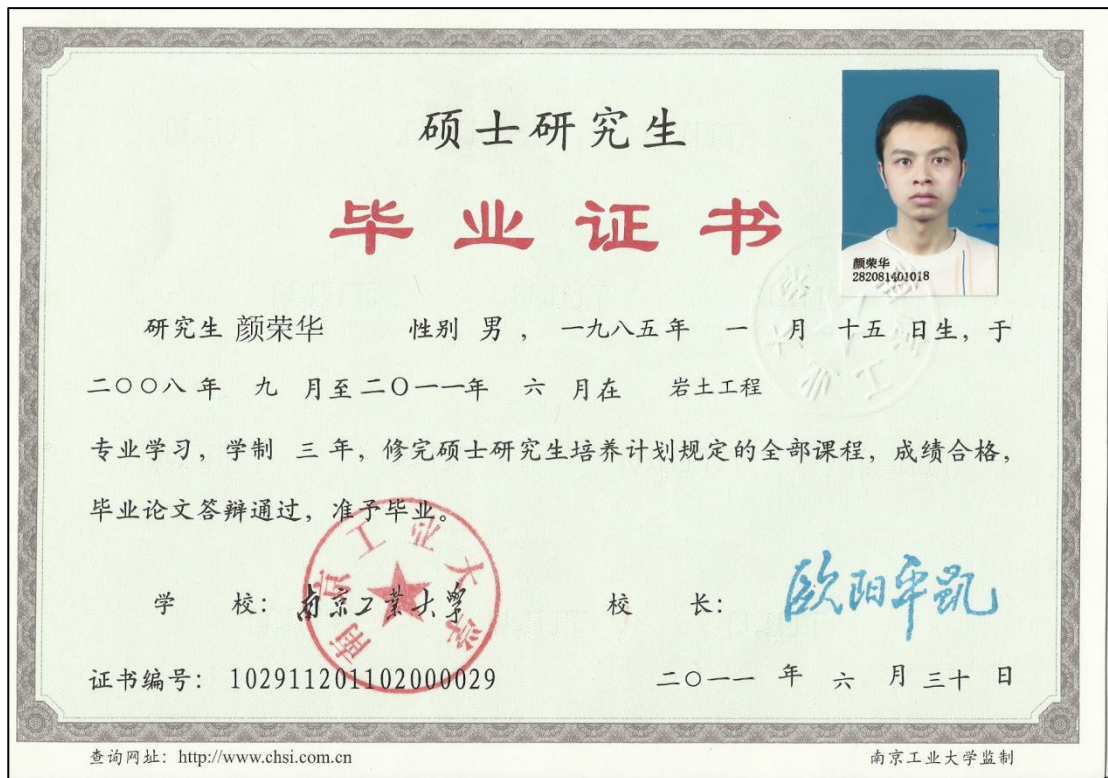 硕士研究生
毕业证书
颜荣华
282081401018
研究生 颜荣华 性别 男， 一九八五年 一 月 十五 日生，于
二〇〇八 年 九 月至 二〇一一年 六 月在 岩土工程
专业学习，学制 三 年，修完硕士研究生培养计划规定的全部课程，成绩合格，
毕业论文答辩通过，准予毕业。
南京工业大学
学 校：南京工业大学 校 长：欧阳平凯
证书编号： 102911201102000029 二〇一一 年 六 月 三十 日
查询网址：http://www.chsi.com.cn 南京工业大学监制